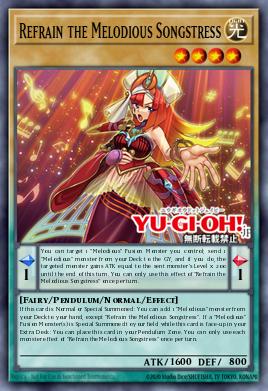 Refrain the Melodious Songstress
光
YU-GI-OH!
無断転載禁止
You can target 1 "Melodious" Fusion Monster you control; send 1
"Melodious" monster from your Deck to the GY, and if you do, the
targeted monster gains ATK equal to the sent monster's Level x 200
until the end of this turn. You can only use this effect of "Refrain the
Melodious Songstress" once per turn.
1
1
[Fairy/Pendulum/Normal/Effect]
If this card is Normal or Special Summoned: You can add 1 "Melodious" monster from
your Deck to your hand, except "Refrain the Melodious Songstress". If a "Melodious"
Fusion Monster(s) is Special Summoned to your field while this card is face-up in your
Extra Deck: You can place this card in your Pendulum Zone. You can only use each
monster effect of "Refrain the Melodious Songstress" once per turn.
ATK/1600 DEF/ 800